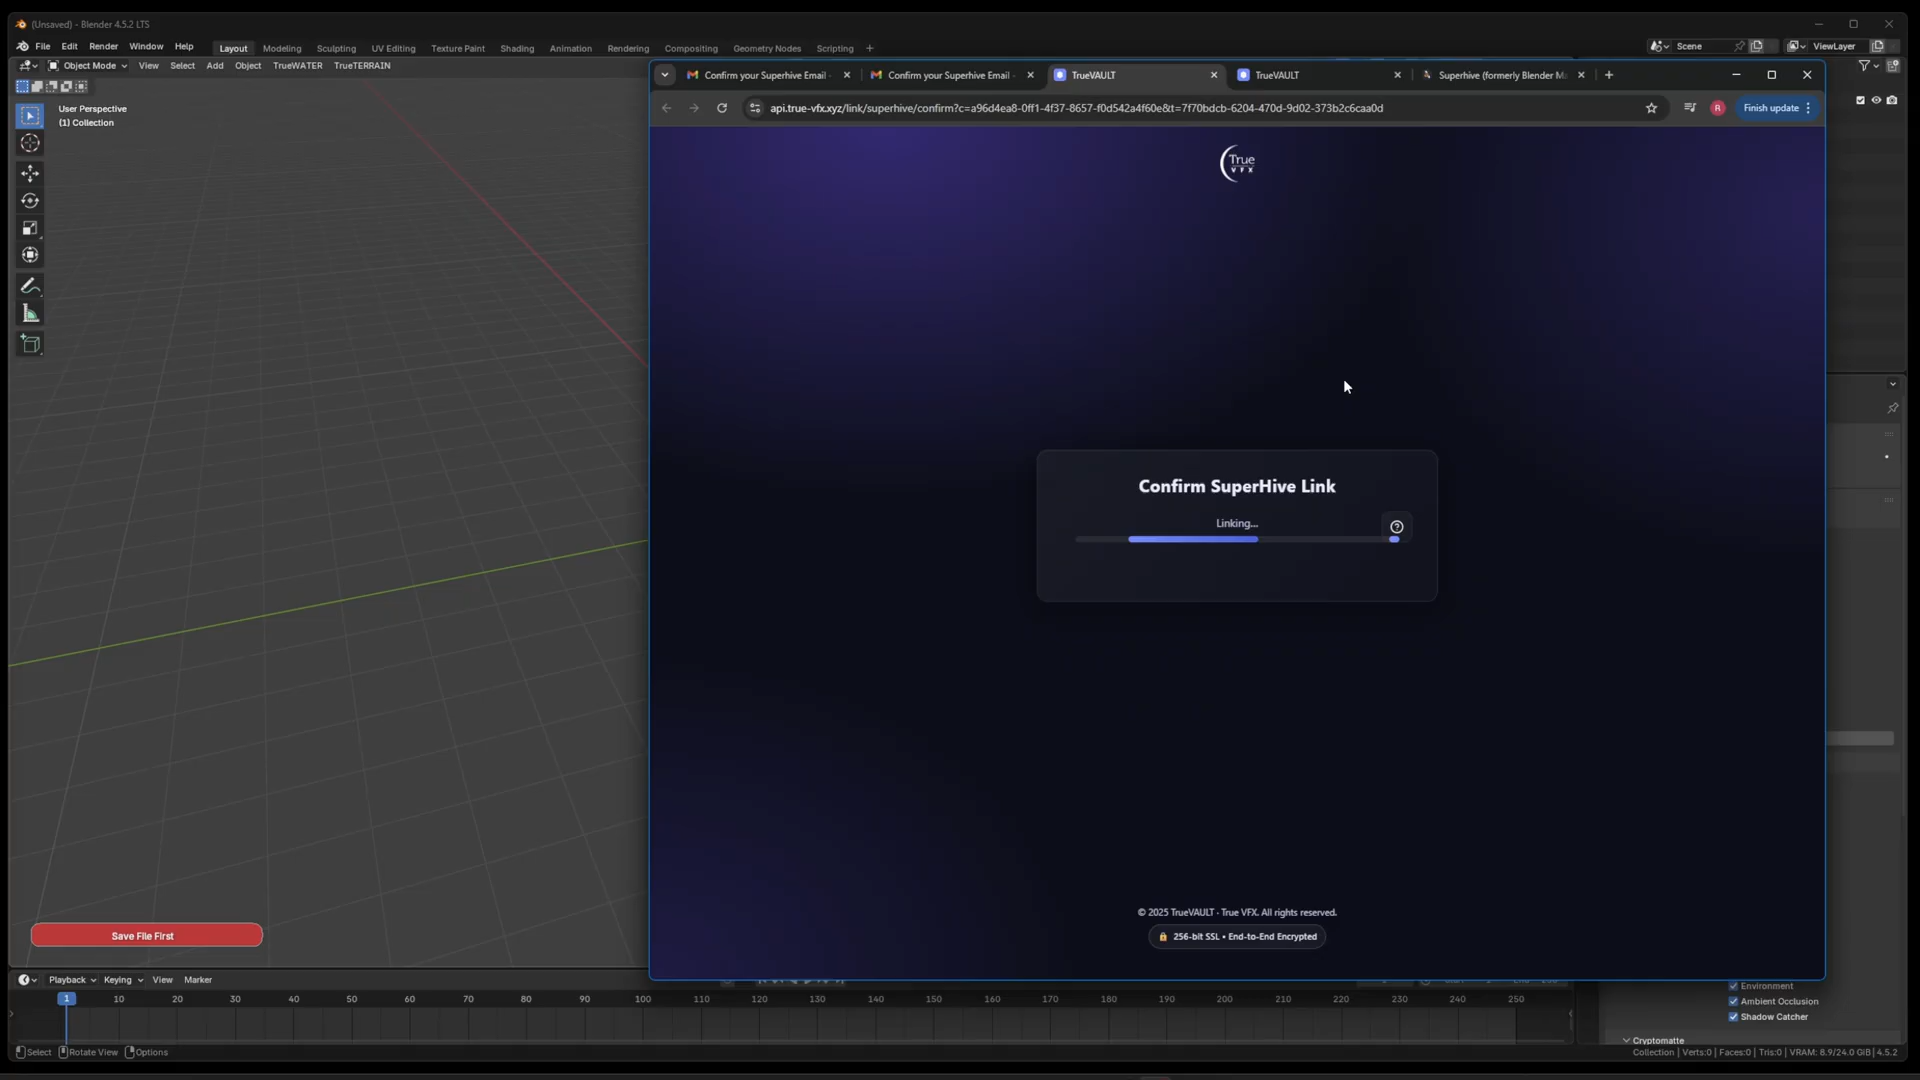 (Unsaved) - Blender 4.5.2 LTS
File Edit Render Window Help Layout Modeling Sculpting UV Editing Texture Paint Shading Animation Rendering Compositing Geometry Nodes Scripting + Scene ViewLayer
Object Mode View Select Add Object TrueWATER TrueTERRAIN
User Perspective
(1) Collection
Confirm your Superhive Email - Confirm your Superhive Email - TrueVAULT TrueVAULT Superhive (formerly Blender M
api.true-vfx.xyz/link/superhive/confirm?c=a96d4ea8-0ff1-4f37-8657-f0d542a4f60e&t=7f70bdcb-6204-470d-9d02-373b2c6caa0d
R
Finish update
True
VFX
Confirm SuperHive Link
Linking...
© 2025 TrueVAULT · True VFX. All rights reserved.
256-bit SSL • End-to-End Encrypted
Save File First
Playback Keying View Marker
1 10 20 30 40 50 60 70 80 90 100 110 120 130 140 150 160 170 180 190 200 210 220 230 240 250
Environment
Ambient Occlusion
Shadow Catcher
Cryptomatte
Select Rotate View Options
Collection | Verts:0 | Faces:0 | Tris:0 | VRAM: 8.9/24.0 GiB | 4.5.2